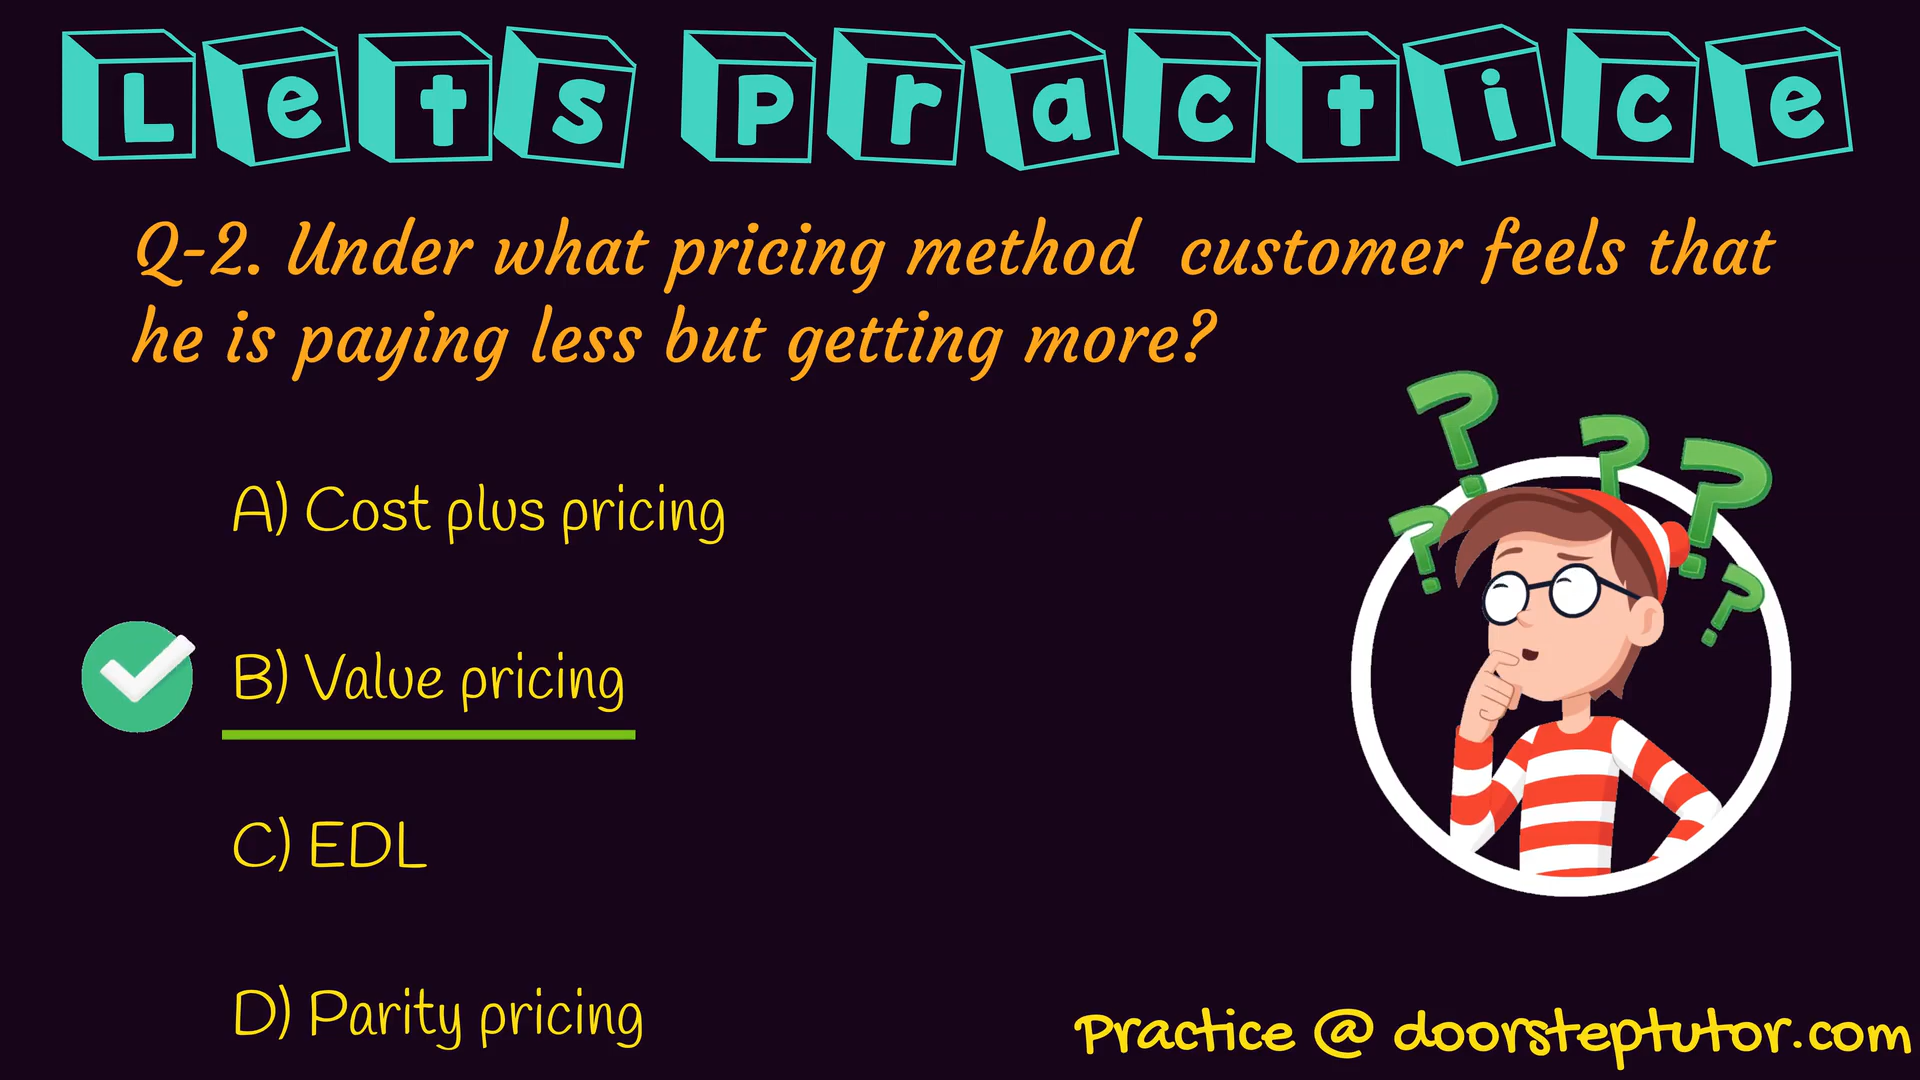 Lets Practice
Q-2. Under what pricing method customer feels that
he is paying less but getting more?
A) Cost plus pricing
B) Value pricing
C) EDL
D) Parity pricing
Practice @ doorsteptutor.com